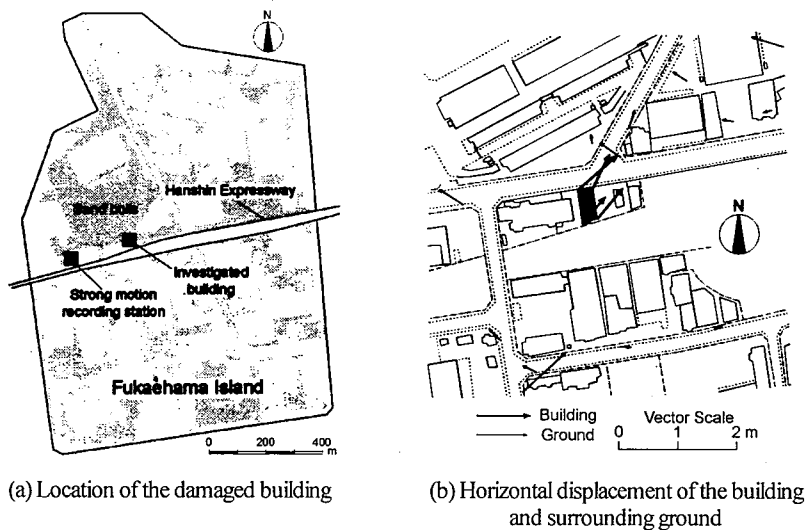 N
Sand boils
Hanshin Expressway
Investigated
building
Strong motion
recording station
Fukaehama Island
0 200 400
m
(a) Location of the damaged building
N
Building
Ground
Vector Scale
0 1 2 m
(b) Horizontal displacement of the building
and surrounding ground